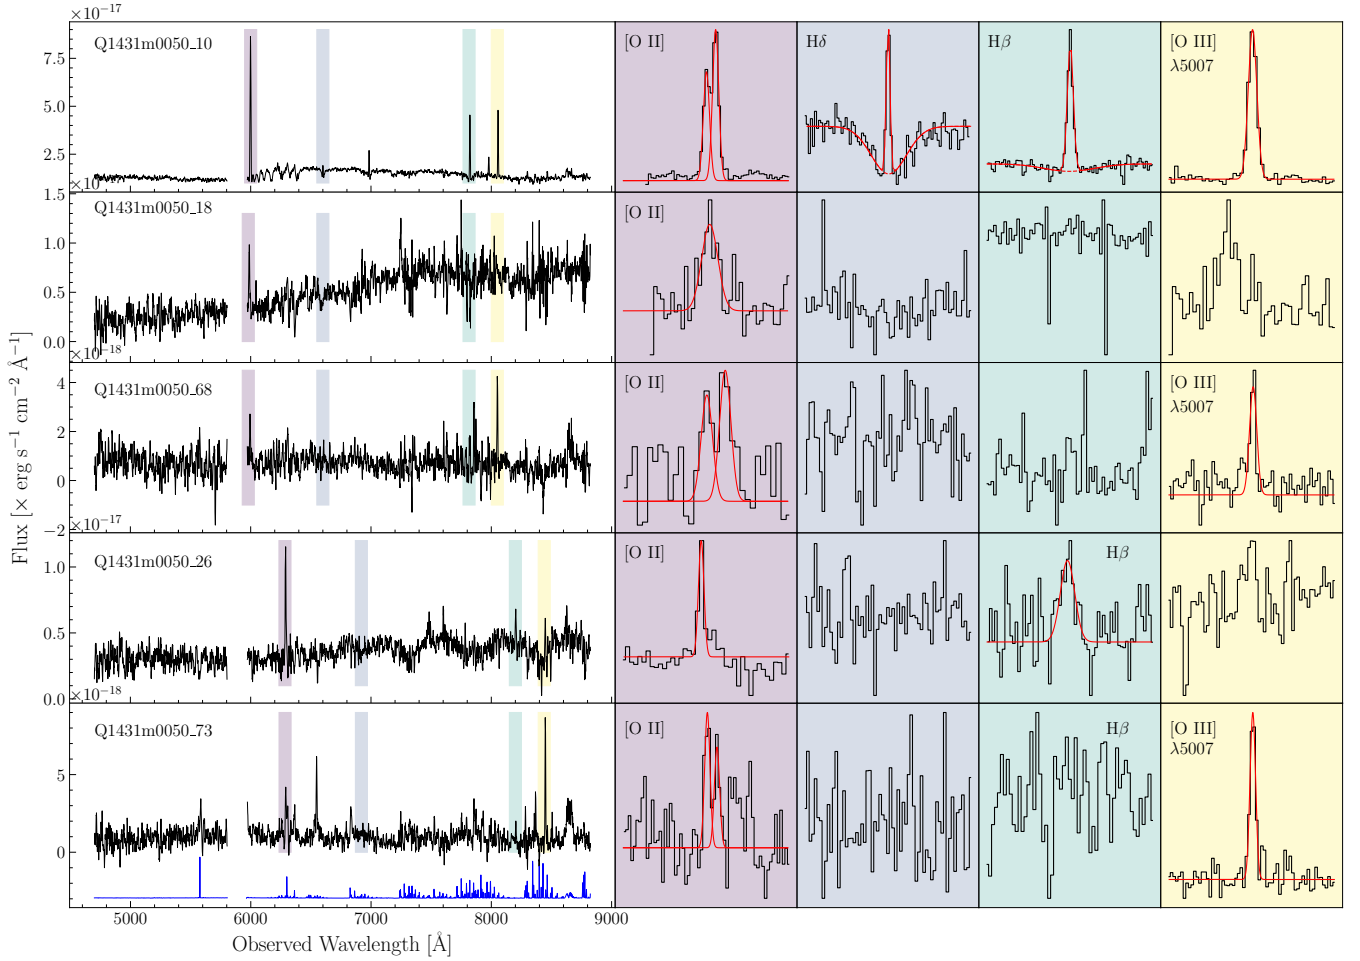 ×10⁻¹⁷
Q1431m0050_10
[O II]
Hδ
Hβ
[O III]
λ5007
7.5
5.0
2.5
×10⁻¹⁷
1.5
Q1431m0050_18
[O II]
1.0
0.5
0.0
×10⁻¹⁸
Q1431m0050_68
[O II]
[O III]
λ5007
4
2
0
−2
×10⁻¹⁷
Q1431m0050_26
[O II]
Hβ
1.0
0.5
0.0
×10⁻¹⁸
Q1431m0050_73
[O II]
Hβ
[O III]
λ5007
5
0
5000 6000 7000 8000 9000
Observed Wavelength [Å]
Flux [× erg s⁻¹ cm⁻² Å⁻¹]